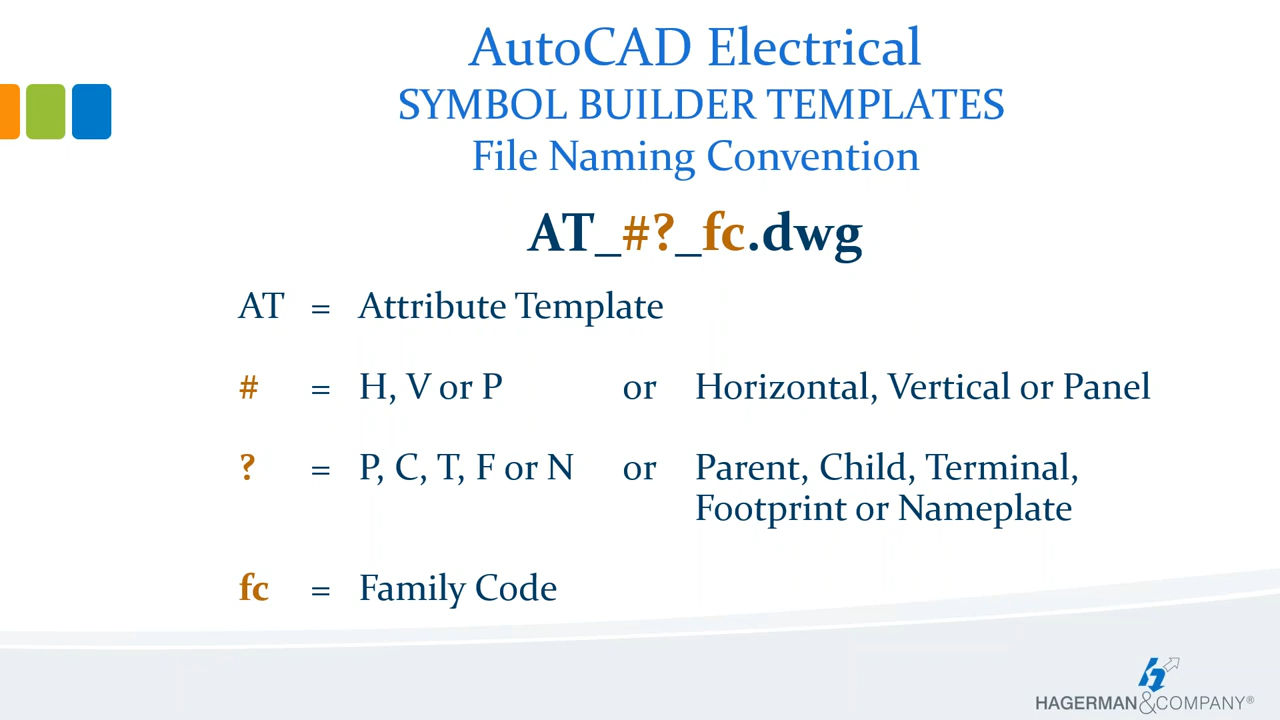 AutoCAD Electrical
SYMBOL BUILDER TEMPLATES
File Naming Convention
AT_#?_fc.dwg
AT = Attribute Template
# = H, V or P or Horizontal, Vertical or Panel
? = P, C, T, F or N or Parent, Child, Terminal,
Footprint or Nameplate
fc = Family Code
HAGERMAN&COMPANY®